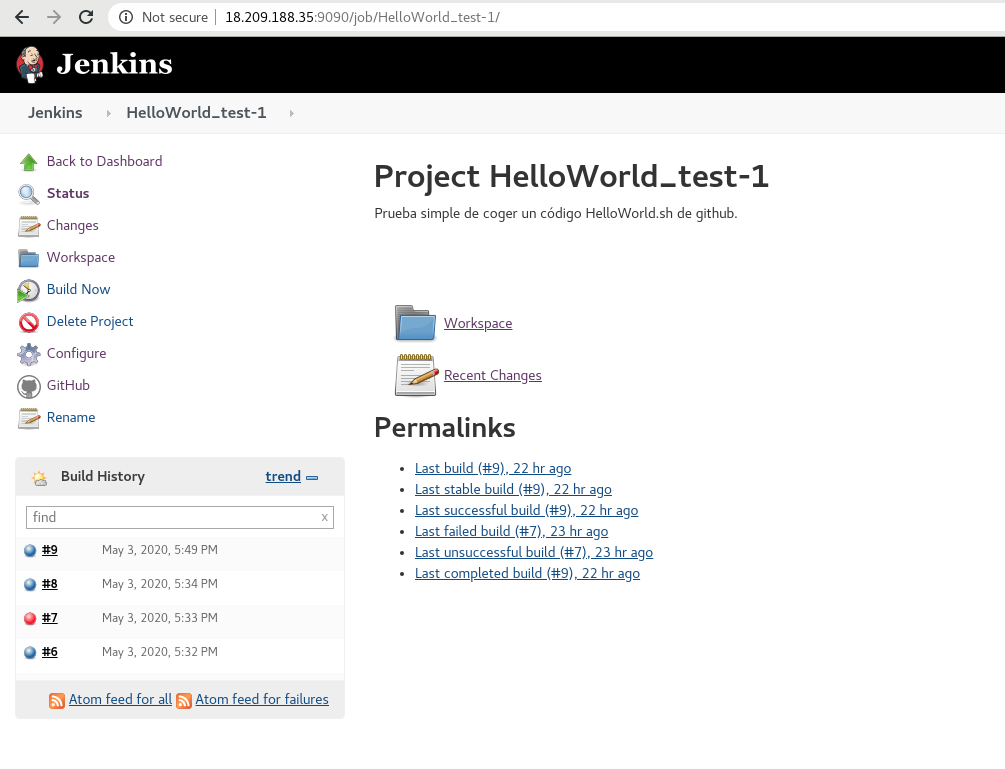 Not secure | 18.209.188.35:9090/job/HelloWorld_test-1/
Jenkins
Jenkins HelloWorld_test-1
Back to Dashboard
Status
Changes
Workspace
Build Now
Delete Project
Configure
GitHub
Rename
Build History trend
find x
#9 May 3, 2020, 5:49 PM
#8 May 3, 2020, 5:34 PM
#7 May 3, 2020, 5:33 PM
#6 May 3, 2020, 5:32 PM
Atom feed for all Atom feed for failures
Project HelloWorld_test-1
Prueba simple de coger un código HelloWorld.sh de github.
Workspace
Recent Changes
Permalinks
Last build (#9), 22 hr ago
Last stable build (#9), 22 hr ago
Last successful build (#9), 22 hr ago
Last failed build (#7), 23 hr ago
Last unsuccessful build (#7), 23 hr ago
Last completed build (#9), 22 hr ago